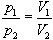 p₁/p₂ = V₁/V₂